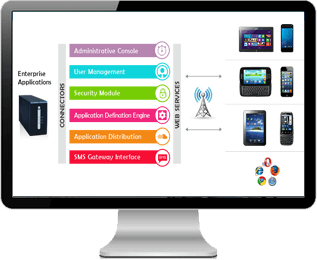 Administrative Console
User Management
Security Module
Application Defination Engine
Application Distribution
SMS Gateway Interface
Enterprise
Applications
CONNECTORS
WEB SERVICES